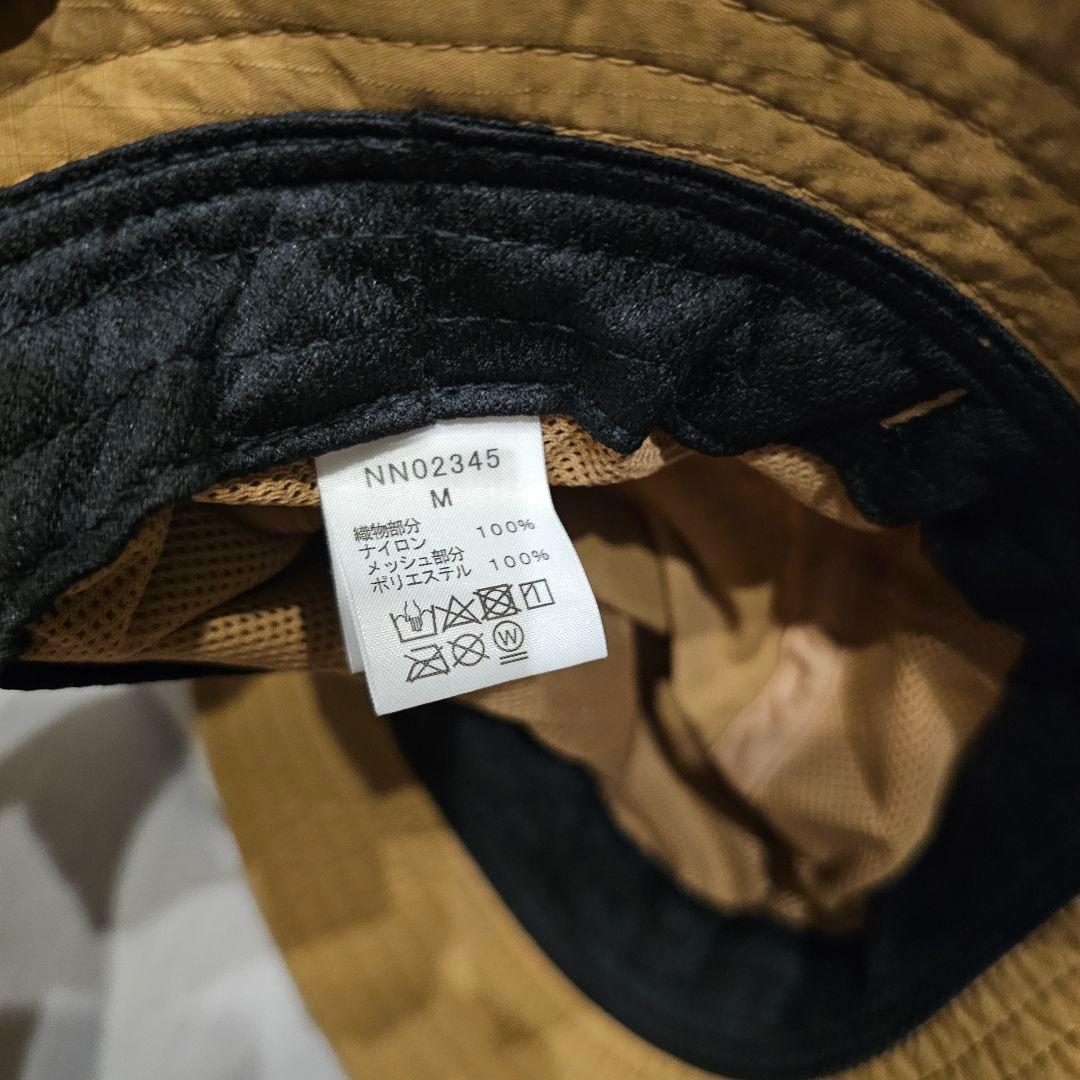 NN02345
M
織物部分
ナイロン 100%
メッシュ部分
ポリエステル 100%
W